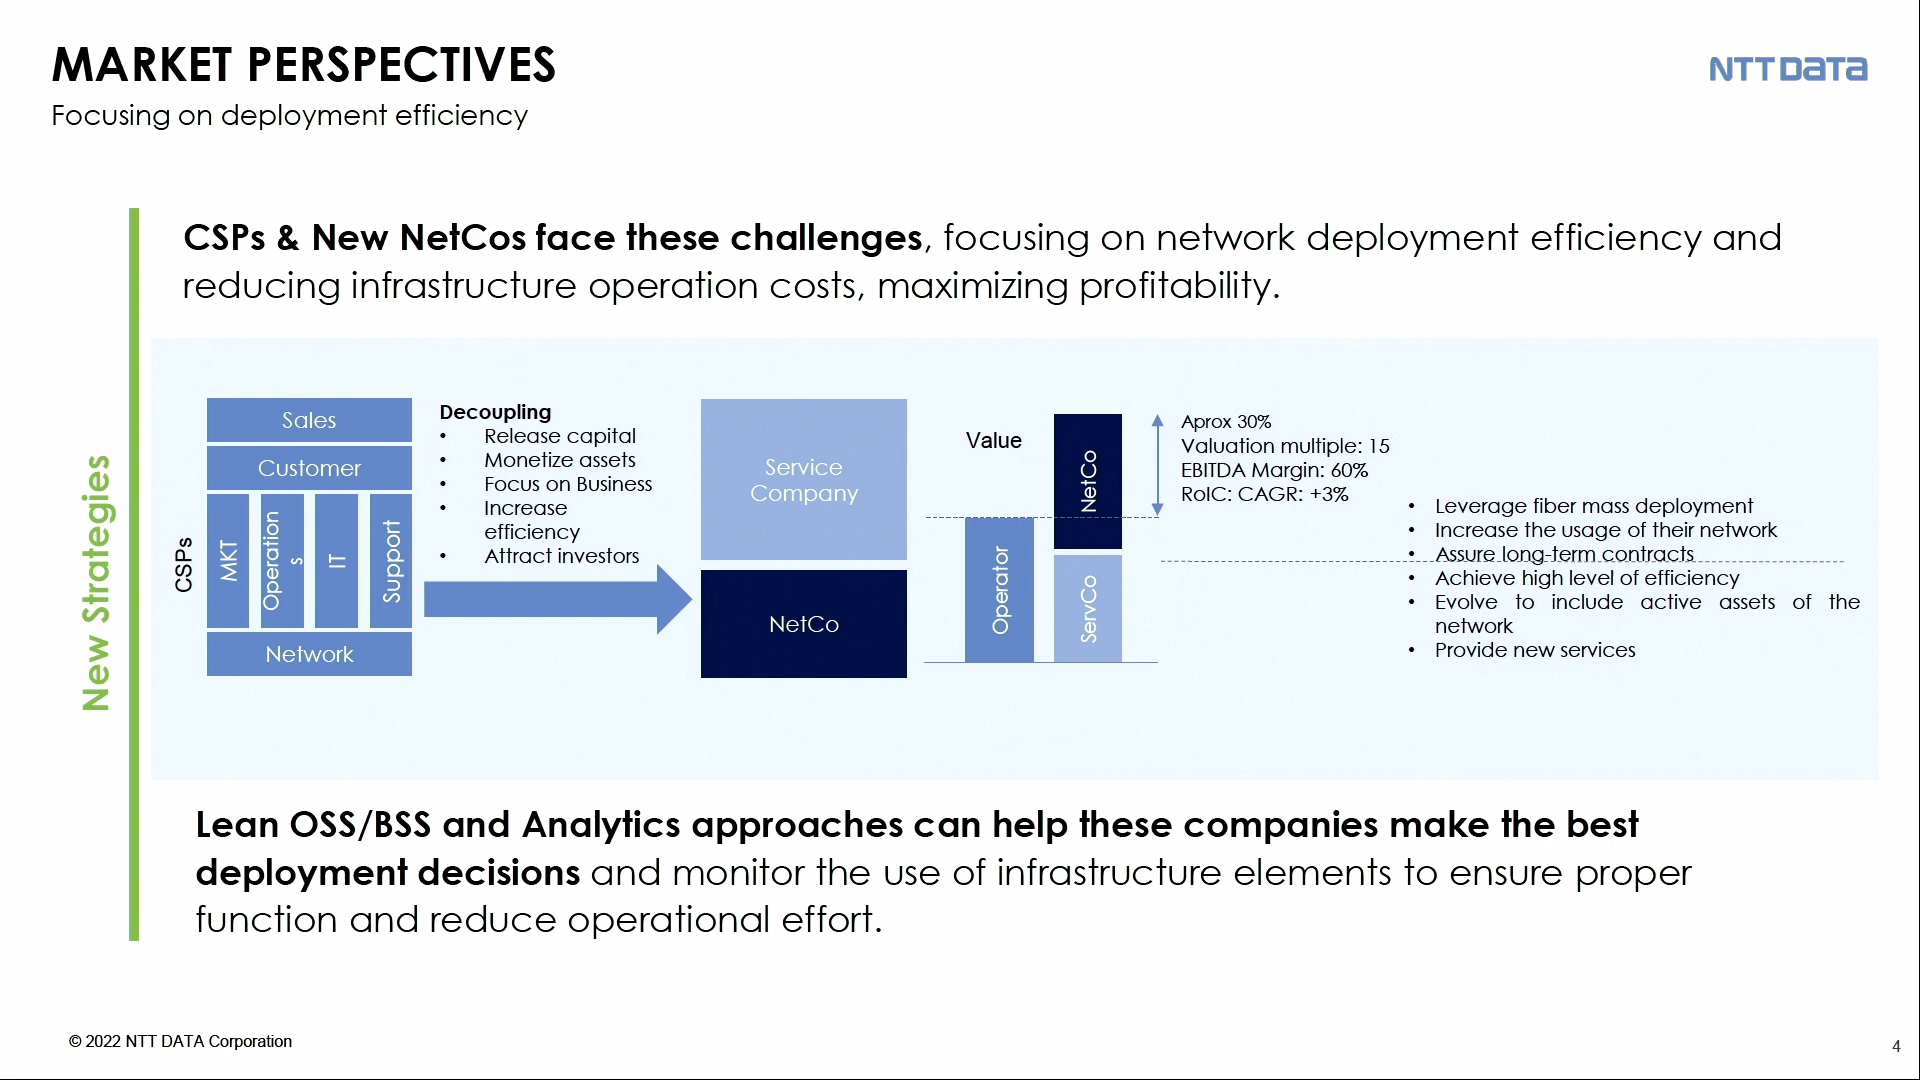 MARKET PERSPECTIVES
Focusing on deployment efficiency
NTT DATA
New Strategies
CSPs & New NetCos face these challenges, focusing on network deployment efficiency and
reducing infrastructure operation costs, maximizing profitability.
CSPs
Sales
Customer
MKT
Operation
s
IT
Support
Network
Decoupling
• Release capital
• Monetize assets
• Focus on Business
• Increase
efficiency
• Attract investors
Service
Company
NetCo
Value
Operator
NetCo
ServCo
Aprox 30%
Valuation multiple: 15
EBITDA Margin: 60%
RoIC: CAGR: +3%
• Leverage fiber mass deployment
• Increase the usage of their network
• Assure long-term contracts
• Achieve high level of efficiency
• Evolve to include active assets of the
network
• Provide new services
Lean OSS/BSS and Analytics approaches can help these companies make the best
deployment decisions and monitor the use of infrastructure elements to ensure proper
function and reduce operational effort.
© 2022 NTT DATA Corporation
4